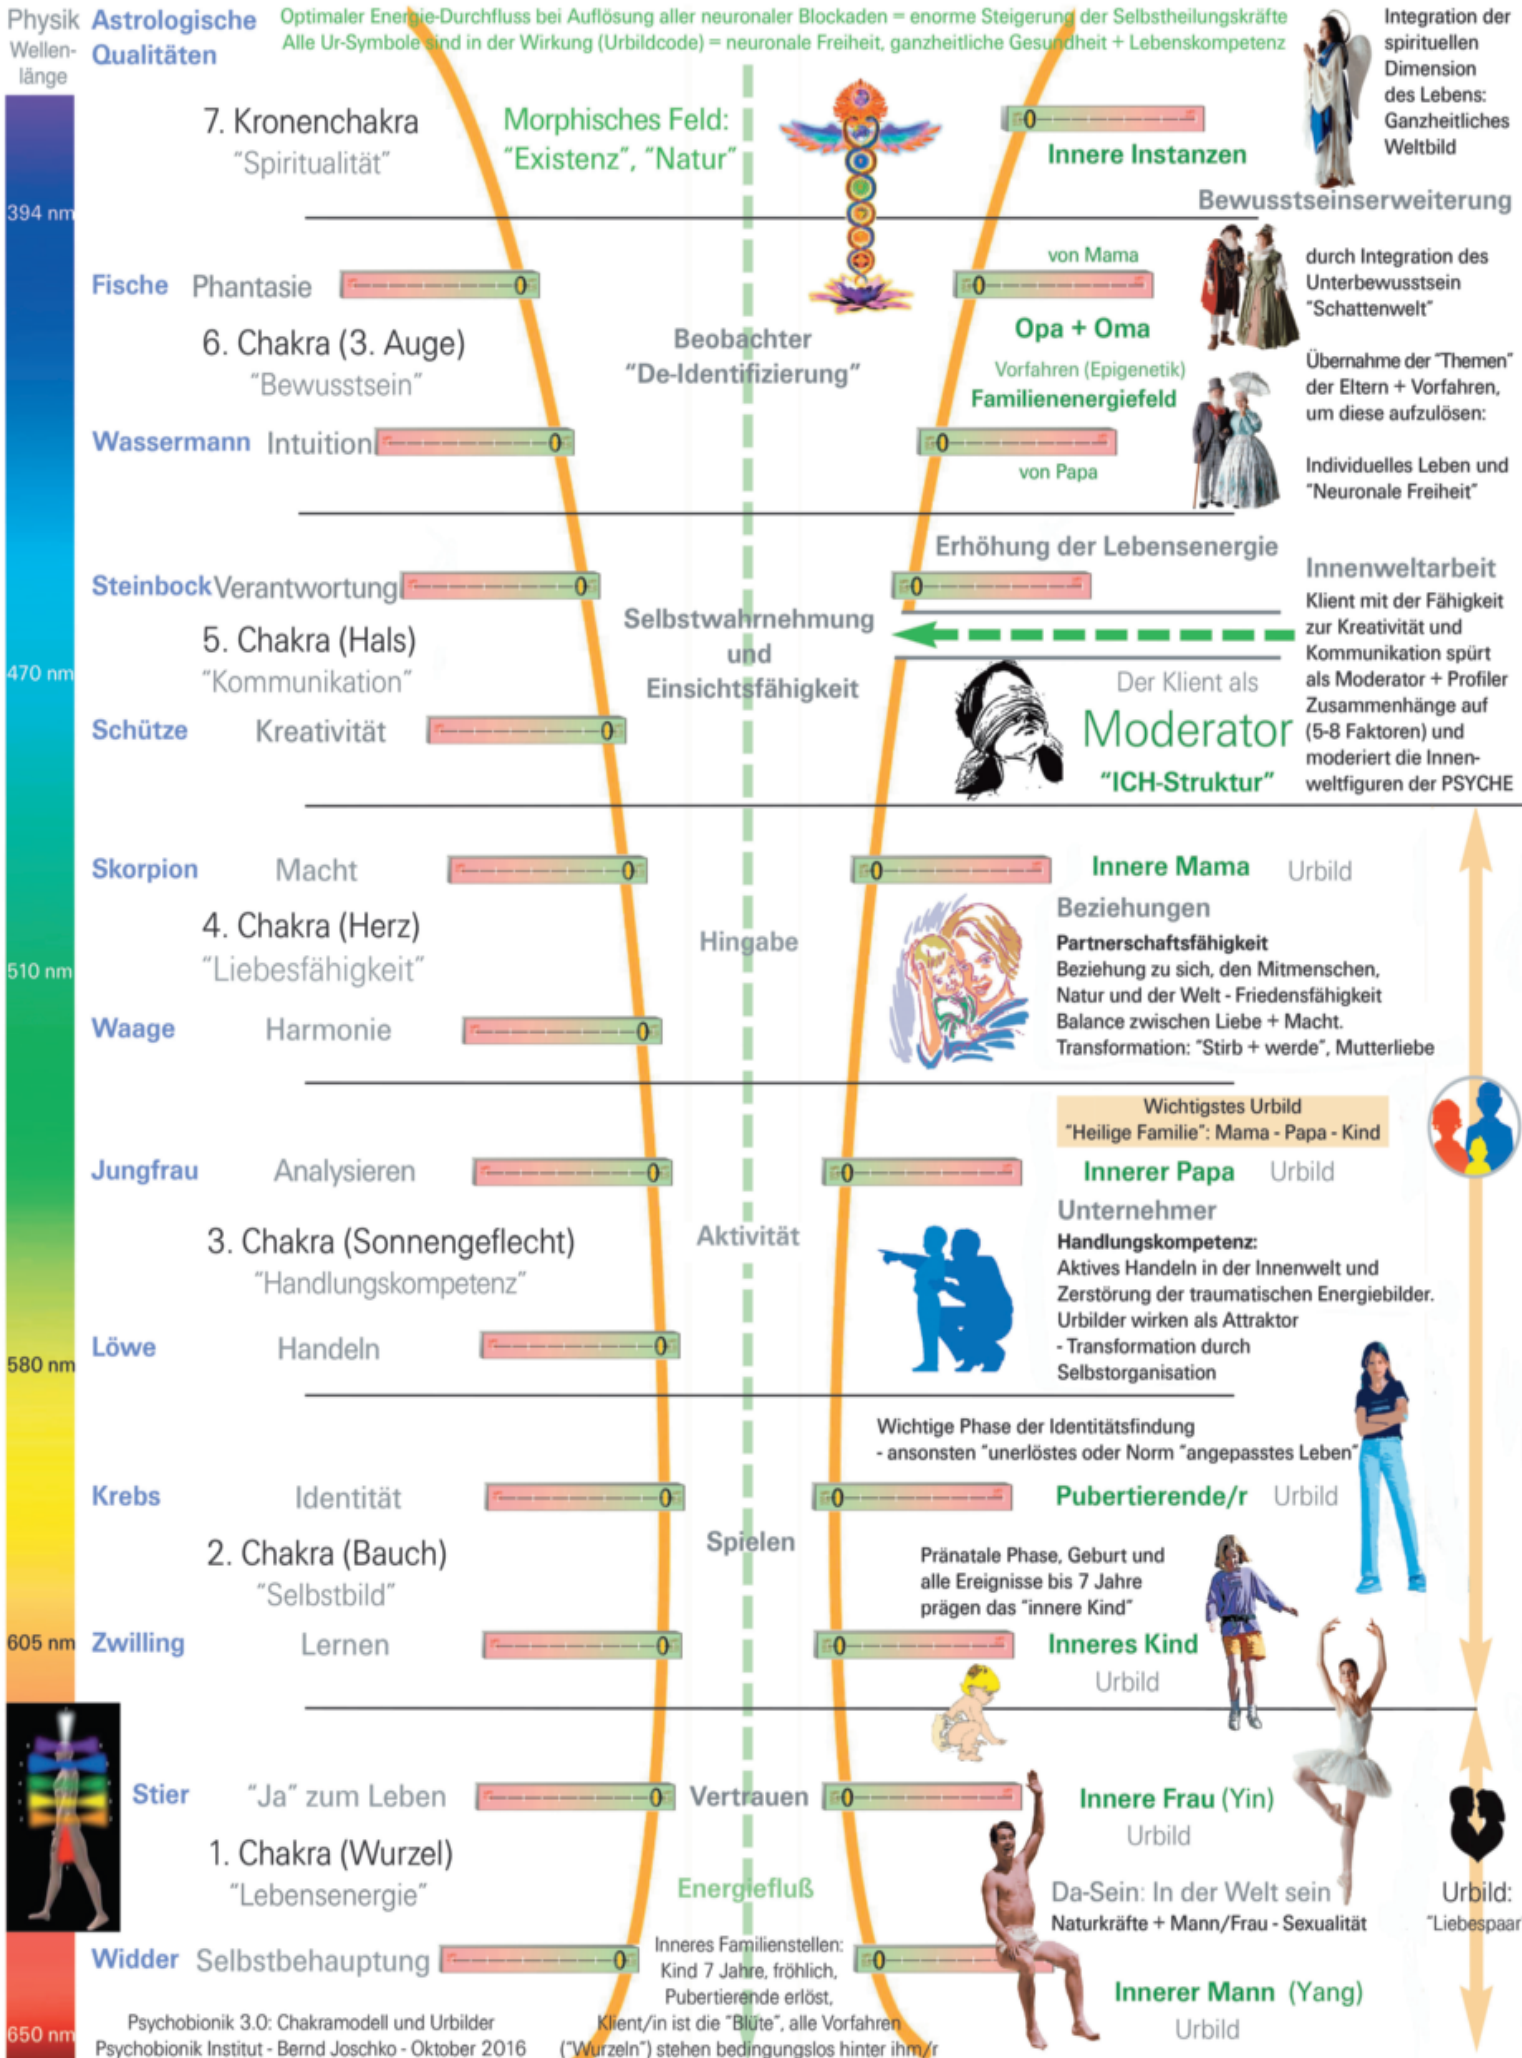 Physik
Wellen-
länge
Astrologische
Qualitäten
Optimaler Energie-Durchfluss bei Auflösung aller neuronaler Blockaden = enorme Steigerung der Selbstheilungskräfte
Alle Ur-Symbole sind in der Wirkung (Urbildcode) = neuronale Freiheit, ganzheitliche Gesundheit + Lebenskompetenz
Integration der
spirituellen
Dimension
des Lebens:
Ganzheitliches
Weltbild
7. Kronenchakra
"Spiritualität"
Morphisches Feld:
"Existenz", "Natur"
Innere Instanzen
394 nm
Bewusstseinserweiterung
durch Integration des
Unterbewusstsein
"Schattenwelt"
Fische Phantasie
von Mama
Opa + Oma
6. Chakra (3. Auge)
"Bewusstsein"
Beobachter
"De-Identifizierung"
Vorfahren (Epigenetik)
Familienenergiefeld
Übernahme der "Themen"
der Eltern + Vorfahren,
um diese aufzulösen:
Wassermann Intuition
von Papa
Individuelles Leben und
"Neuronale Freiheit"
Erhöhung der Lebensenergie
Steinbock Verantwortung
Innenweltarbeit
Klient mit der Fähigkeit
zur Kreativität und
Kommunikation spürt
als Moderator + Profiler
Zusammenhänge auf
(5-8 Faktoren) und
moderiert die Innen-
weltfiguren der PSYCHE
5. Chakra (Hals)
"Kommunikation"
470 nm
Selbstwahrnehmung
und
Einsichtsfähigkeit
Der Klient als
Moderator
"ICH-Struktur"
Schütze Kreativität
Skorpion Macht
Innere Mama Urbild
4. Chakra (Herz)
"Liebesfähigkeit"
510 nm
Hingabe
Beziehungen
Partnerschaftsfähigkeit
Beziehung zu sich, den Mitmenschen,
Natur und der Welt - Friedensfähigkeit
Balance zwischen Liebe + Macht.
Transformation: "Stirb + werde", Mutterliebe
Waage Harmonie
Wichtigstes Urbild
"Heilige Familie": Mama - Papa - Kind
Jungfrau Analysieren
Innerer Papa Urbild
3. Chakra (Sonnengeflecht)
"Handlungskompetenz"
Aktivität
Unternehmer
Handlungskompetenz:
Aktives Handeln in der Innenwelt und
Zerstörung der traumatischen Energiebilder.
Urbilder wirken als Attraktor
- Transformation durch
Selbstorganisation
Löwe Handeln
580 nm
Wichtige Phase der Identitätsfindung
- ansonsten "unerlöstes oder Norm "angepasstes Leben"
Krebs Identität
Pubertierende/r Urbild
2. Chakra (Bauch)
"Selbstbild"
Spielen
Pränatale Phase, Geburt und
alle Ereignisse bis 7 Jahre
prägen das "innere Kind"
605 nm
Zwilling Lernen
Inneres Kind
Urbild
Stier "Ja" zum Leben
Vertrauen
Innere Frau (Yin)
Urbild
1. Chakra (Wurzel)
"Lebensenergie"
Energiefluß
Da-Sein: In der Welt sein
Naturkräfte + Mann/Frau - Sexualität
Urbild:
"Liebespaar
Widder Selbstbehauptung
Inneres Familienstellen:
Kind 7 Jahre, fröhlich,
Pubertierende erlöst,
Klient/in ist die "Blüte", alle Vorfahren
("Wurzeln") stehen bedingungslos hinter ihm/r
Innerer Mann (Yang)
Urbild
650 nm
Psychobionik 3.0: Chakramodell und Urbilder
Psychobionik Institut - Bernd Joschko - Oktober 2016